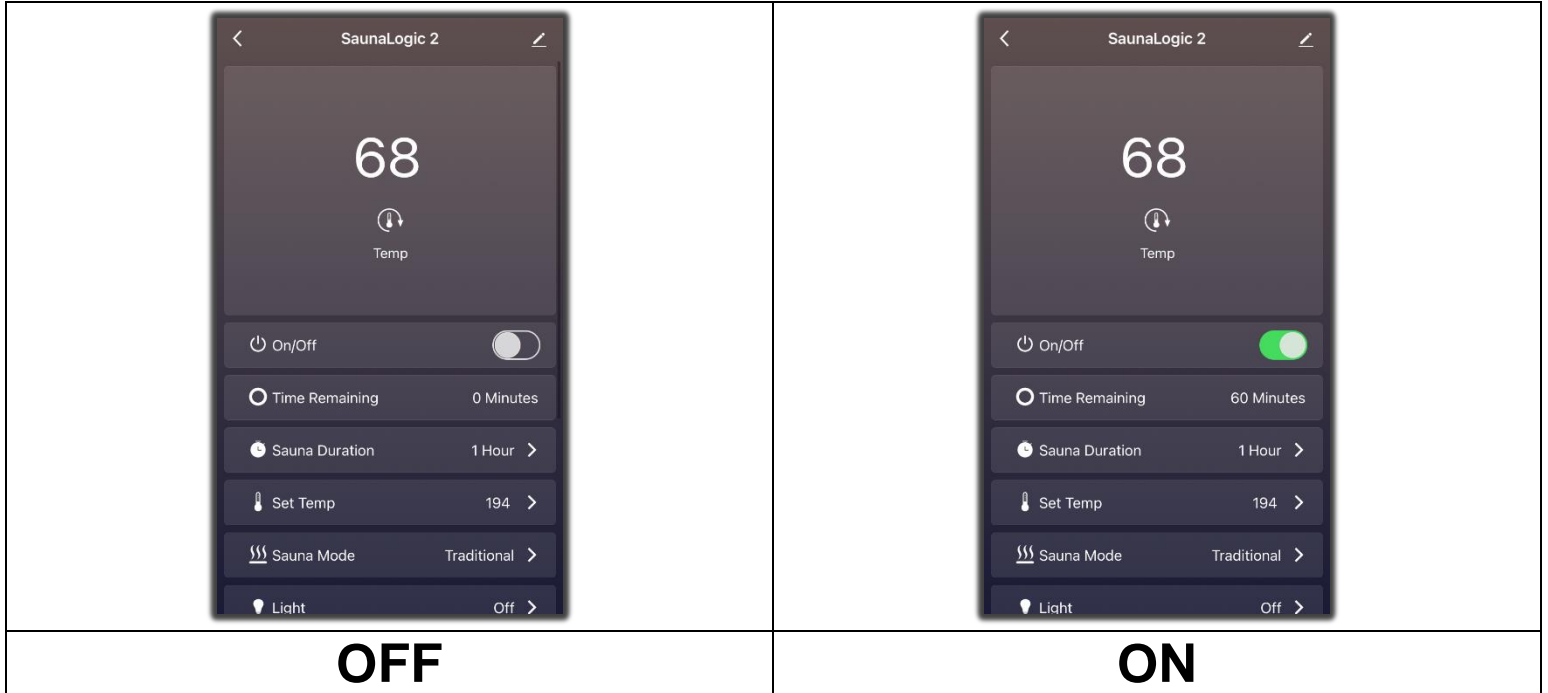 SaunaLogic 2
68
Temp
On/Off
Time Remaining 0 Minutes
Sauna Duration 1 Hour
Set Temp 194
Sauna Mode Traditional
Light Off
OFF
SaunaLogic 2
68
Temp
On/Off
Time Remaining 60 Minutes
Sauna Duration 1 Hour
Set Temp 194
Sauna Mode Traditional
Light Off
ON